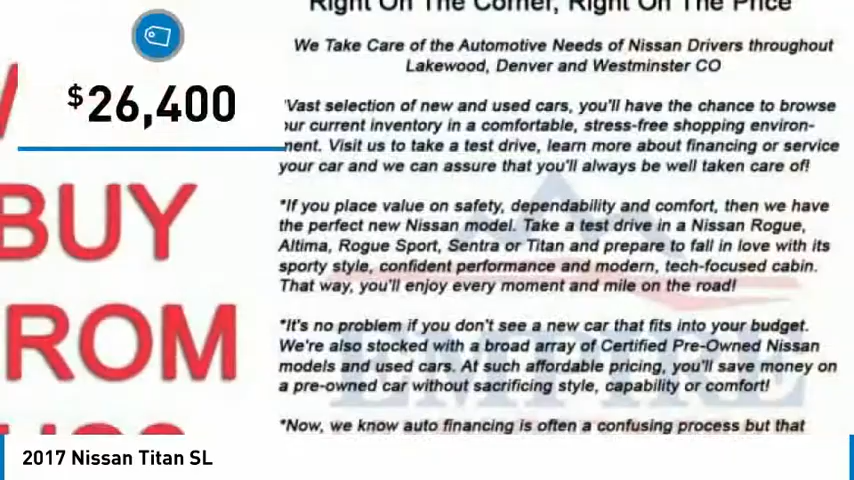 Right On The Corner, Right On The Price
$26,400
We Take Care of the Automotive Needs of Nissan Drivers throughout
Lakewood, Denver and Westminster CO
'Vast selection of new and used cars, you'll have the chance to browse
our current inventory in a comfortable, stress-free shopping environ-
ment. Visit us to take a test drive, learn more about financing or service
your car and we can assure that you'll always be well taken care of!
*If you place value on safety, dependability and comfort, then we have
the perfect new Nissan model. Take a test drive in a Nissan Rogue,
Altima, Rogue Sport, Sentra or Titan and prepare to fall in love with its
sporty style, confident performance and modern, tech-focused cabin.
That way, you'll enjoy every moment and mile on the road!
*It's no problem if you don't see a new car that fits into your budget.
We're also stocked with a broad array of Certified Pre-Owned Nissan
models and used cars. At such affordable pricing, you'll save money on
a pre-owned car without sacrificing style, capability or comfort!
*Now, we know auto financing is often a confusing process but that
BUY
ROM
EMPIRE
2017 Nissan Titan SL